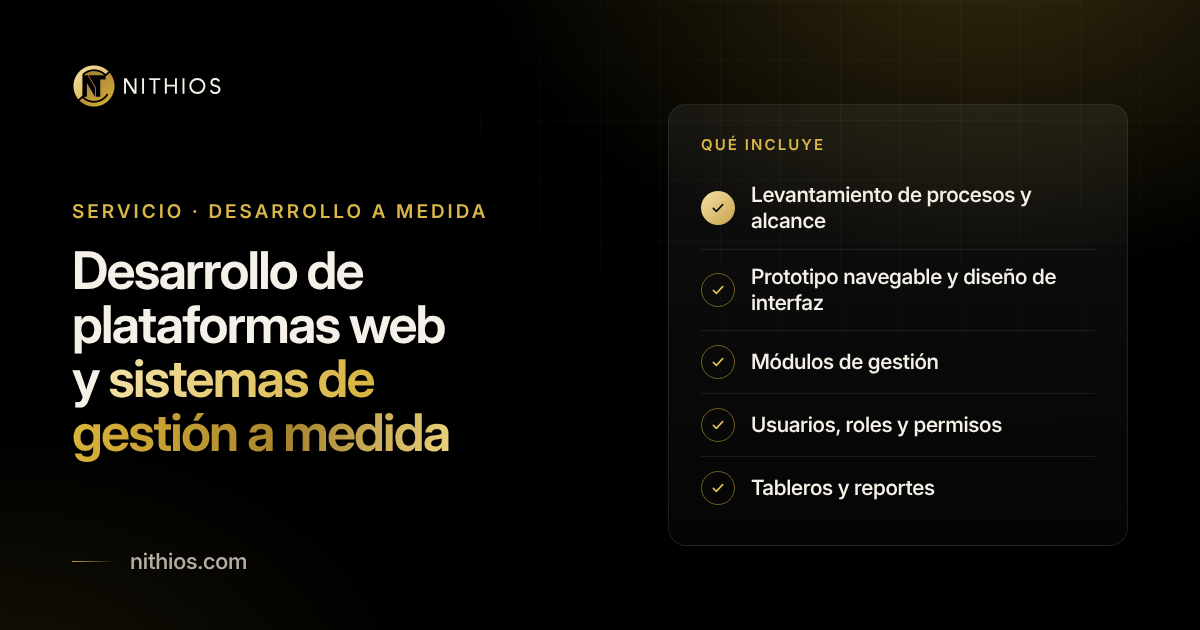 NITHIOS
SERVICIO · DESARROLLO A MEDIDA
Desarrollo de
plataformas web
y sistemas de
gestión a medida
nithios.com
QUÉ INCLUYE
Levantamiento de procesos y
alcance
Prototipo navegable y diseño de
interfaz
Módulos de gestión
Usuarios, roles y permisos
Tableros y reportes